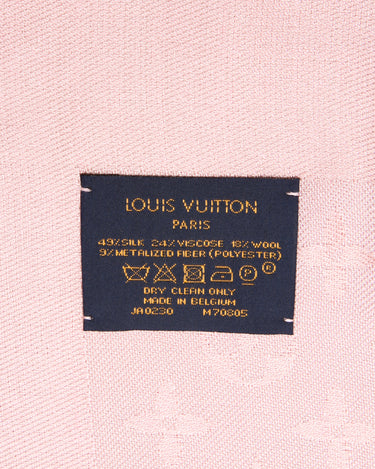 LOUIS VUITTON
PARIS
49% SILK 24% VISCOSE 18% WOOL
9% METALIZED FIBER (POLYESTER)
DRY CLEAN ONLY
MADE IN BELGIUM
JA0230 M70805